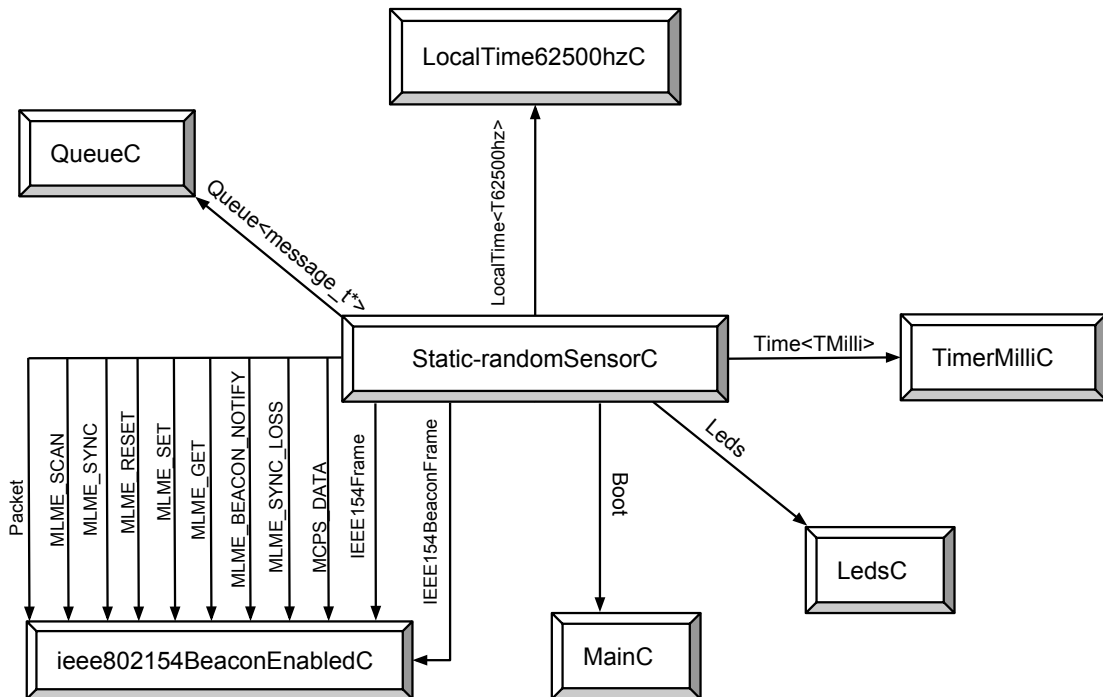 LocalTime62500hzC
QueueC
Queue<message_t*>
LocalTime<T62500hz>
Static-randomSensorC
Time<TMilli>
TimerMilliC
Packet
MLME_SCAN
MLME_SYNC
MLME_RESET
MLME_SET
MLME_GET
MLME_BEACON_NOTIFY
MLME_SYNC_LOSS
MCPS_DATA
IEEE154Frame
IEEE154BeaconFrame
Boot
Leds
LedsC
ieee802154BeaconEnabledC
MainC